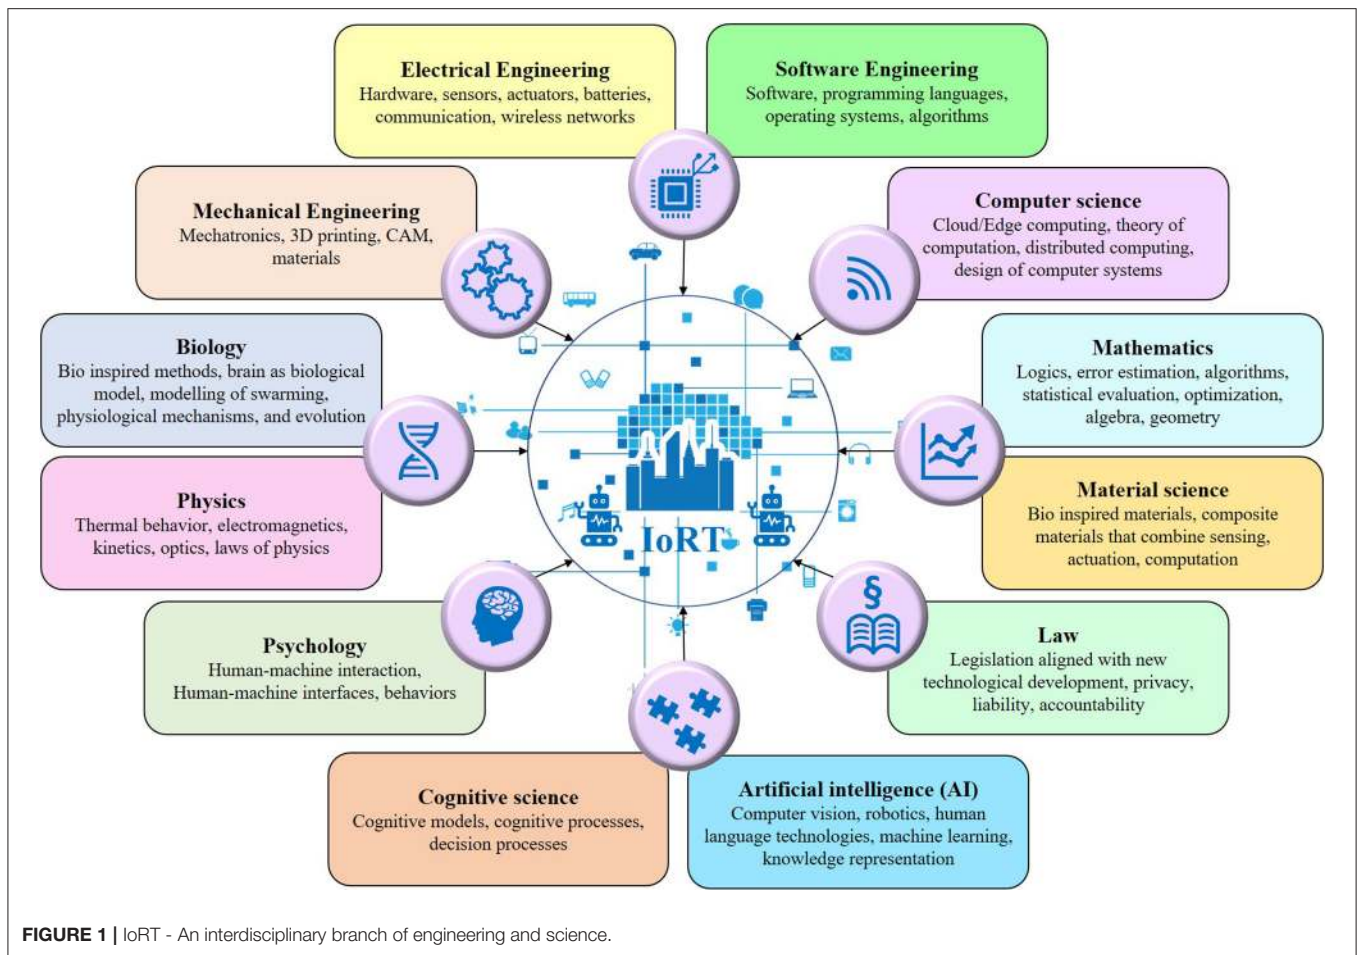 Electrical Engineering
Hardware, sensors, actuators, batteries,
communication, wireless networks
Software Engineering
Software, programming languages,
operating systems, algorithms
Mechanical Engineering
Mechatronics, 3D printing, CAM,
materials
Computer science
Cloud/Edge computing, theory of
computation, distributed computing,
design of computer systems
Biology
Bio inspired methods, brain as biological
model, modelling of swarming,
physiological mechanisms, and evolution
Mathematics
Logics, error estimation, algorithms,
statistical evaluation, optimization,
algebra, geometry
Physics
Thermal behavior, electromagnetics,
kinetics, optics, laws of physics
Material science
Bio inspired materials, composite
materials that combine sensing,
actuation, computation
IoRT
§
Psychology
Human-machine interaction,
Human-machine interfaces, behaviors
Law
Legislation aligned with new
technological development, privacy,
liability, accountability
Cognitive science
Cognitive models, cognitive processes,
decision processes
Artificial intelligence (AI)
Computer vision, robotics, human
language technologies, machine learning,
knowledge representation
FIGURE 1 | IoRT - An interdisciplinary branch of engineering and science.